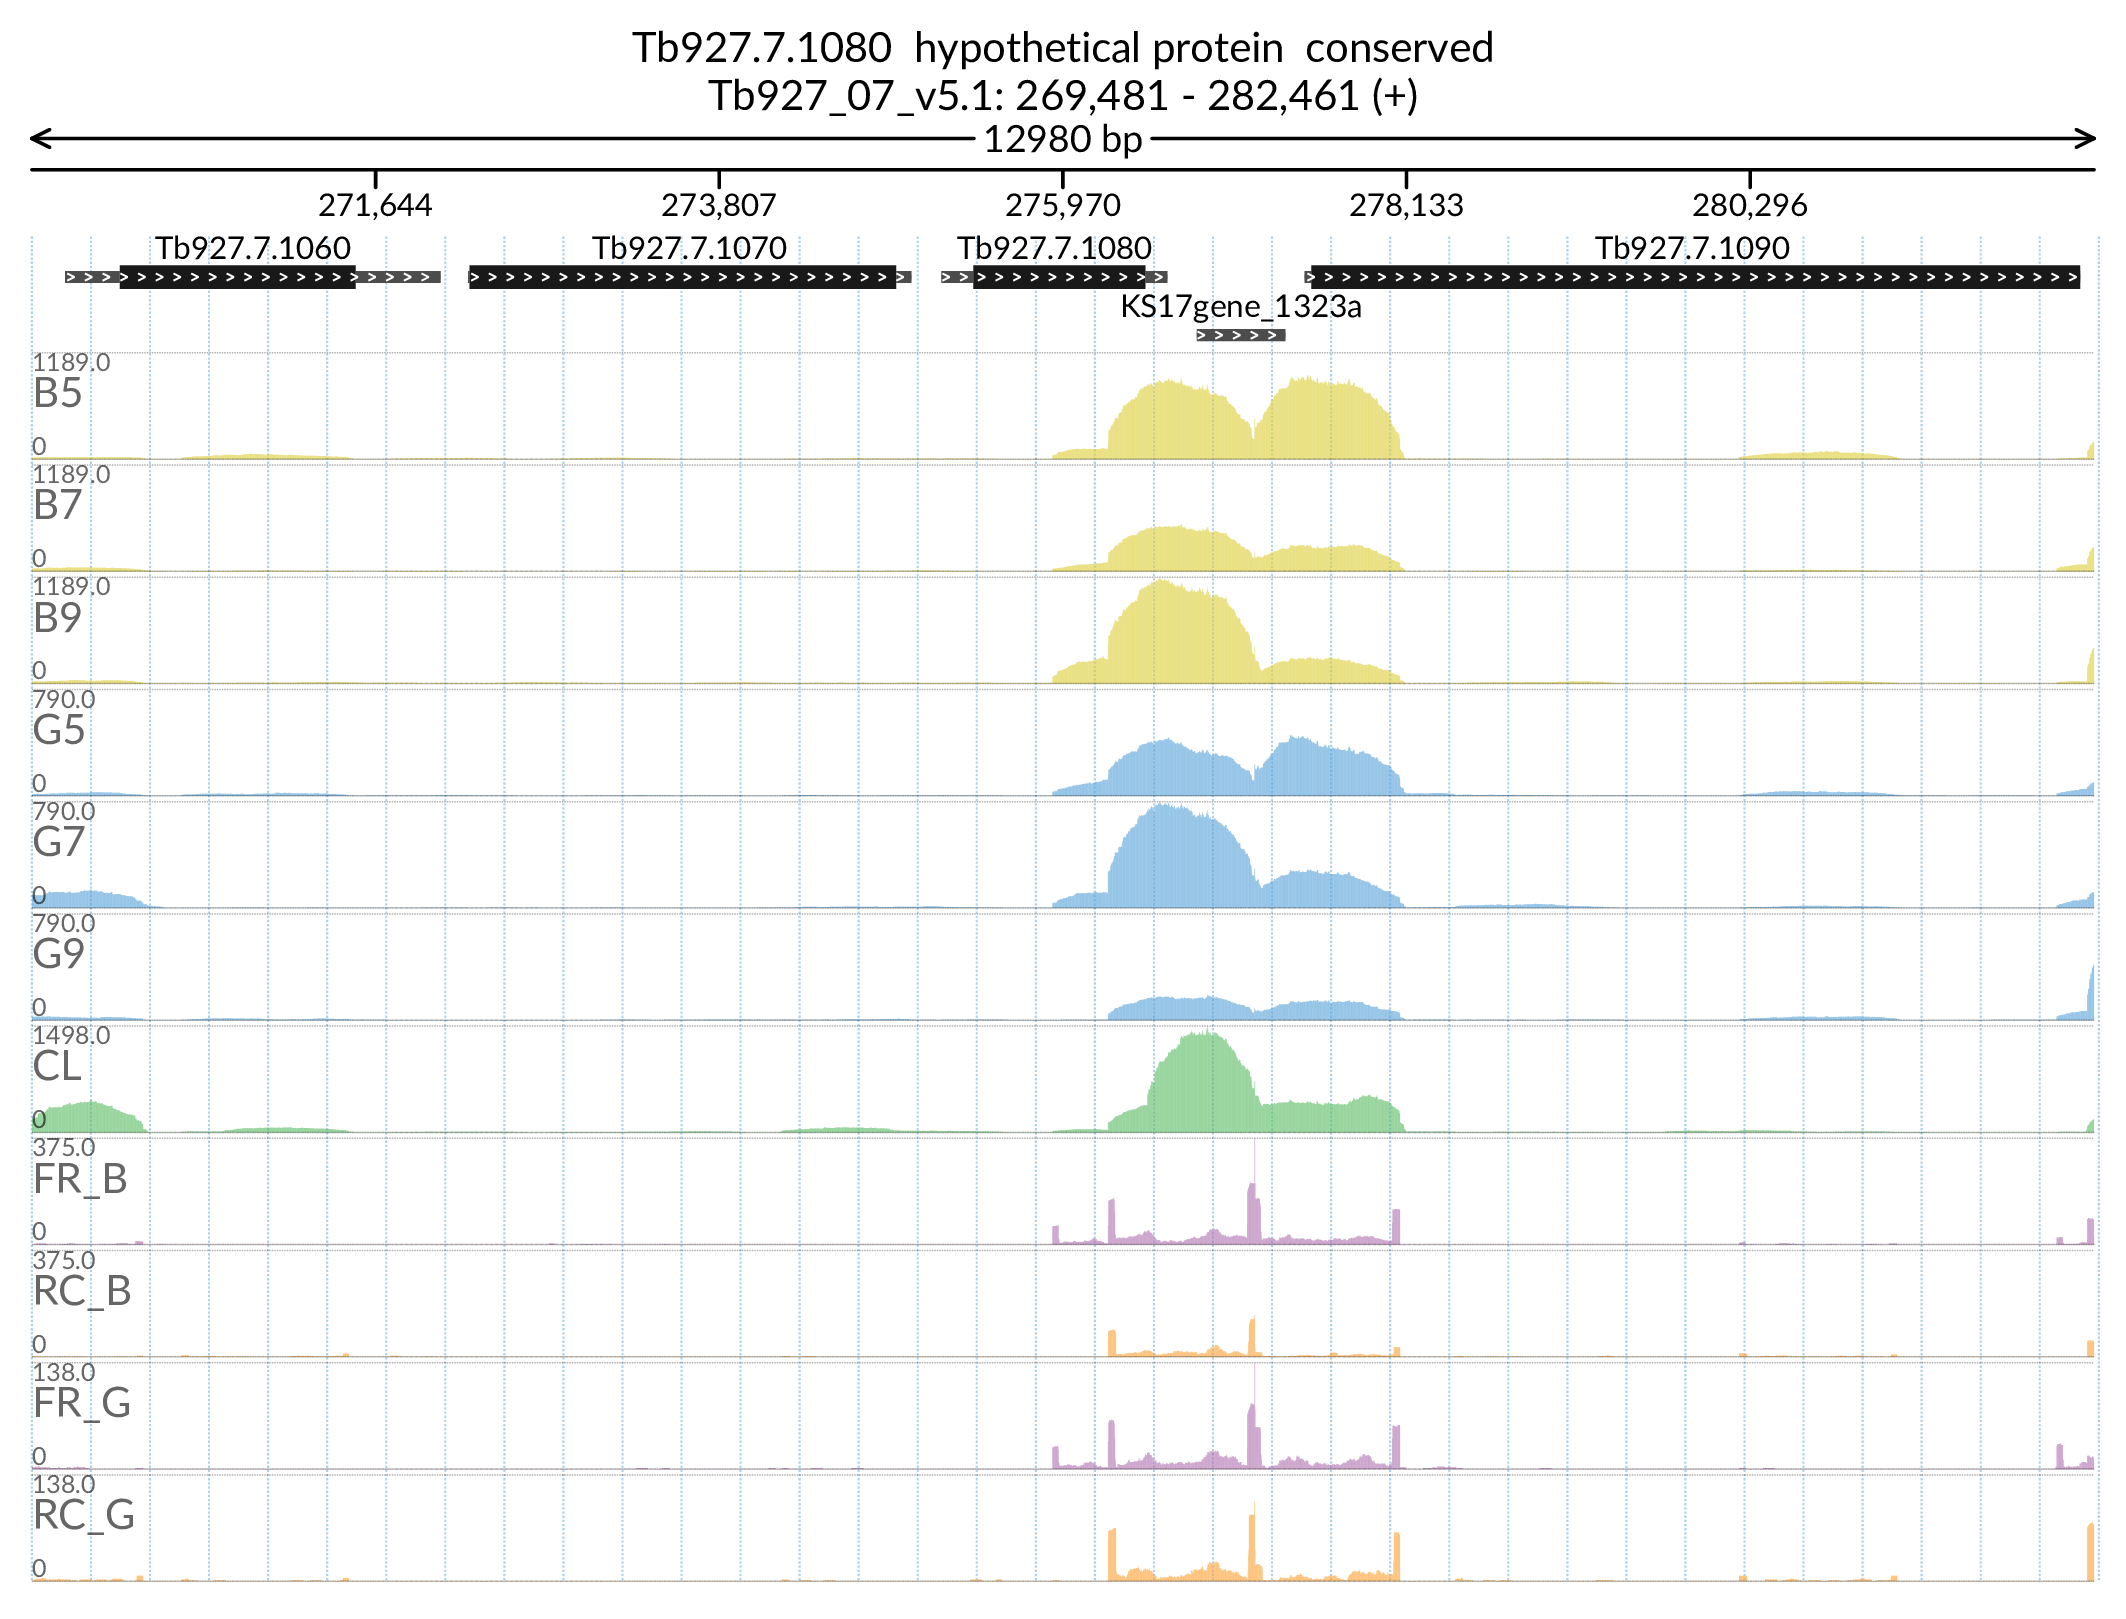 Tb927.7.1080  hypothetical protein  conserved
Tb927_07_v5.1: 269,481 - 282,461 (+)
12980 bp
271,644 273,807 275,970 278,133 280,296
Tb927.7.1060 Tb927.7.1070 Tb927.7.1080 Tb927.7.1090
KS17gene_1323a
1189.0
B5
0
1189.0
B7
0
1189.0
B9
0
790.0
G5
0
790.0
G7
0
790.0
G9
0
1498.0
CL
0
375.0
FR_B
0
375.0
RC_B
0
138.0
FR_G
0
138.0
RC_G
0